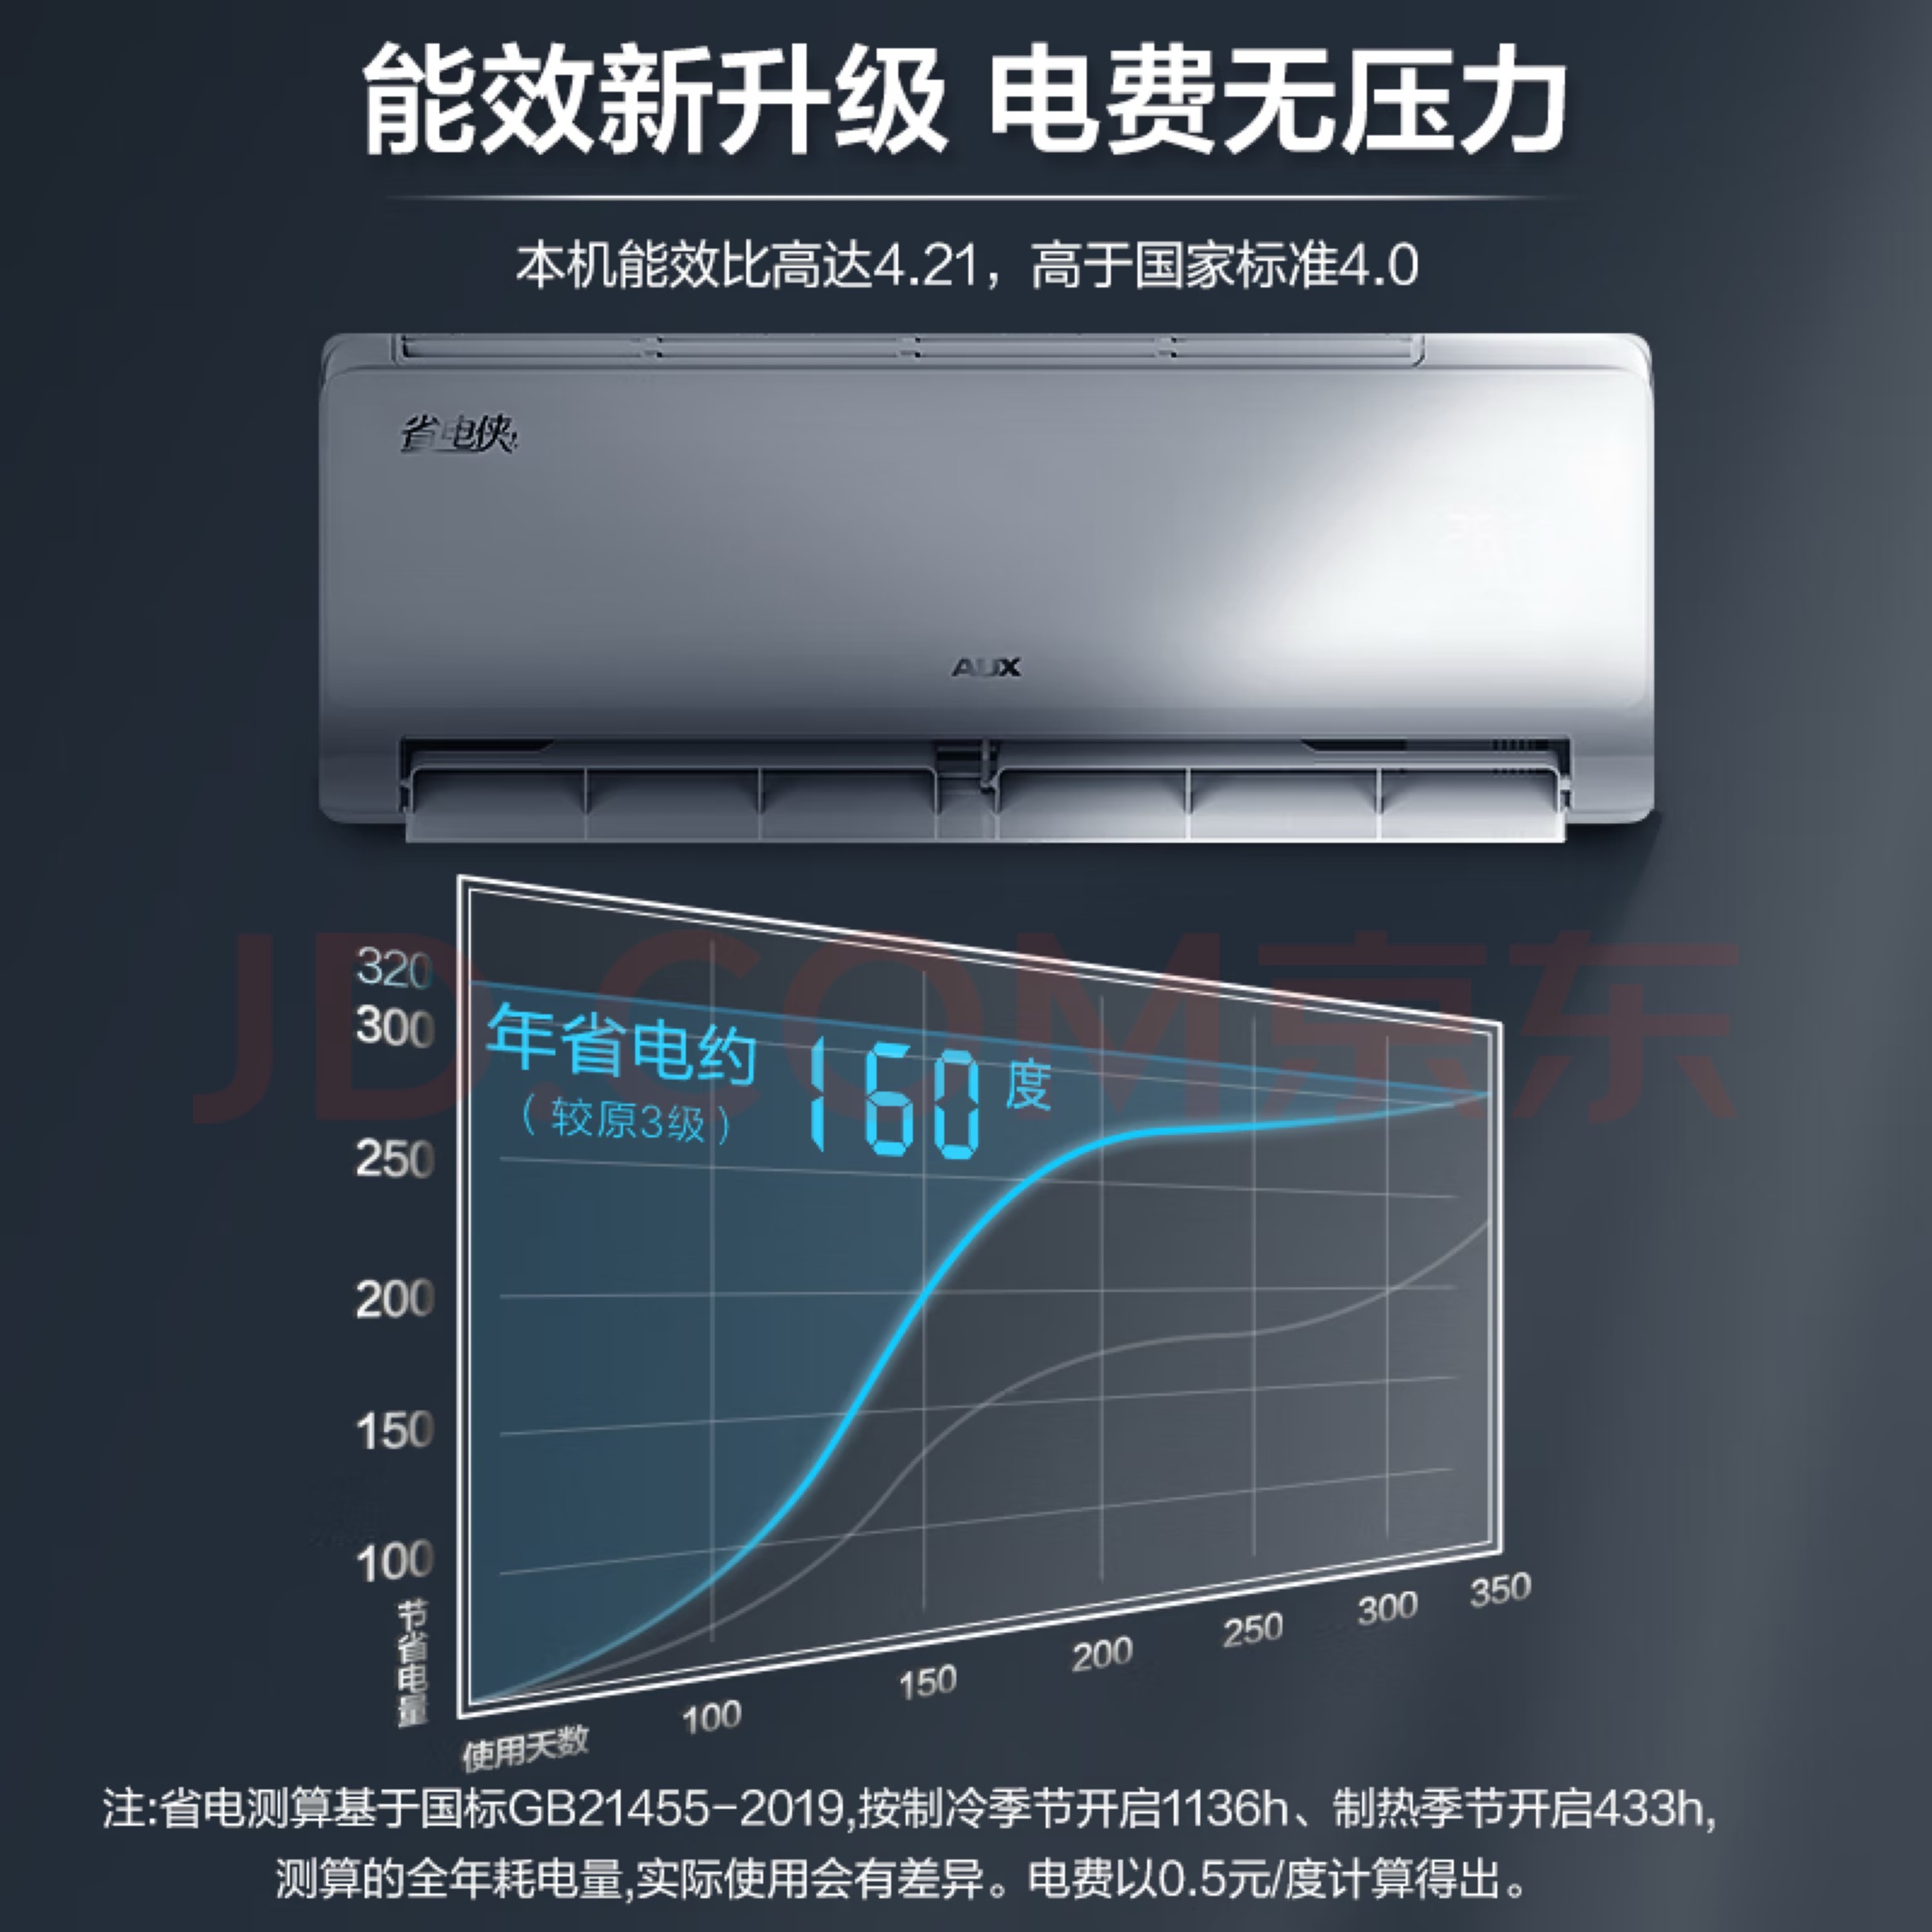 能效新升级 电费无压力
本机能效比高达4.21，高于国家标准4.0
省电侠
AUX
JD.COM京东
320
300
250
200
150
100
节省电量
年省电约 160 度
（较原3级）
使用天数
100
150
200
250
300
350
注:省电测算基于国标GB21455-2019,按制冷季节开启1136h、制热季节开启433h,
测算的全年耗电量,实际使用会有差异。电费以0.5元/度计算得出。